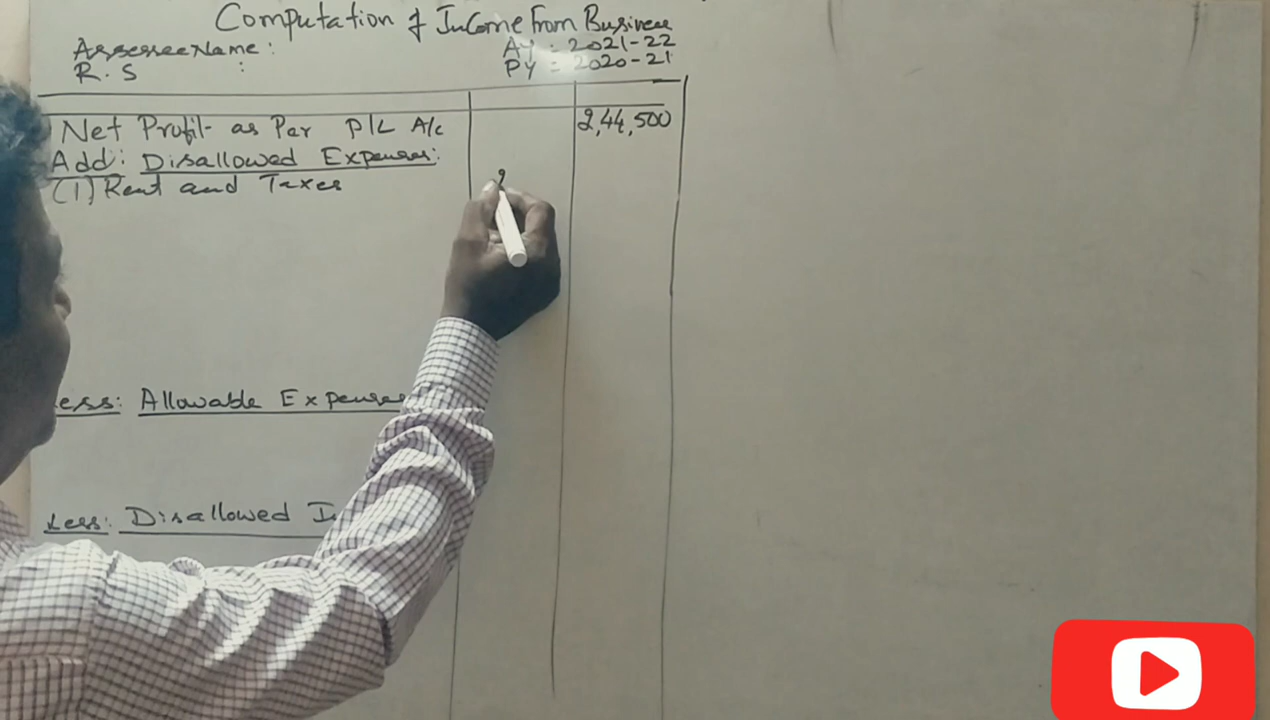 Computation of InCome From Business
Assessee Name : AY : 2021-22
R. S : PY = 2020-21
Net Profit as Per P/L A/c 2,44,500
Add: Disallowed Expenses:
(1) Rent and Taxes
ess: Allowable Expenses
Less: Disallowed